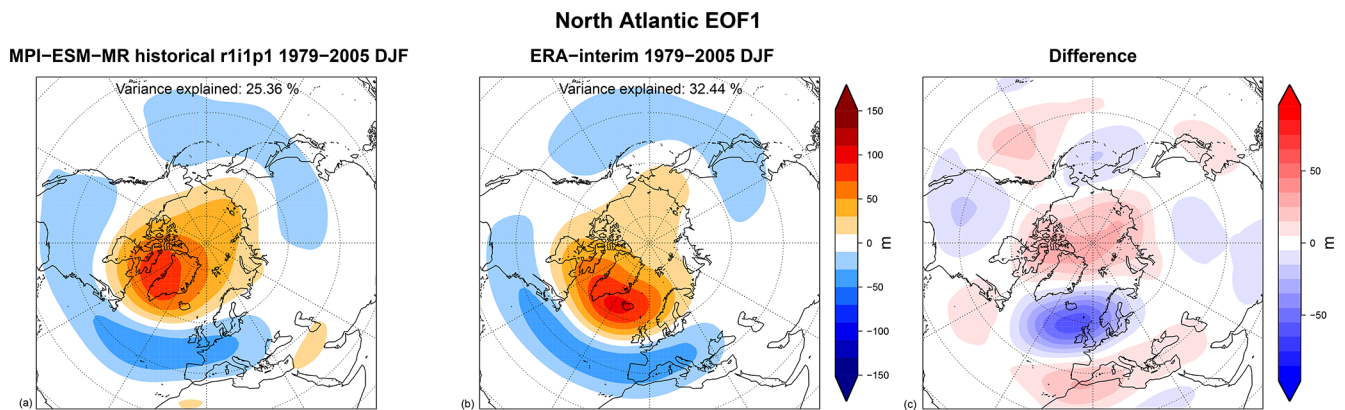 North Atlantic EOF1
MPI−ESM−MR historical r1i1p1 1979−2005 DJF
ERA−interim 1979−2005 DJF
Difference
Variance explained: 25.36 %
Variance explained: 32.44 %
150
100
50
0
−50
−100
−150
m
50
0
−50
m
(a)
(b)
(c)